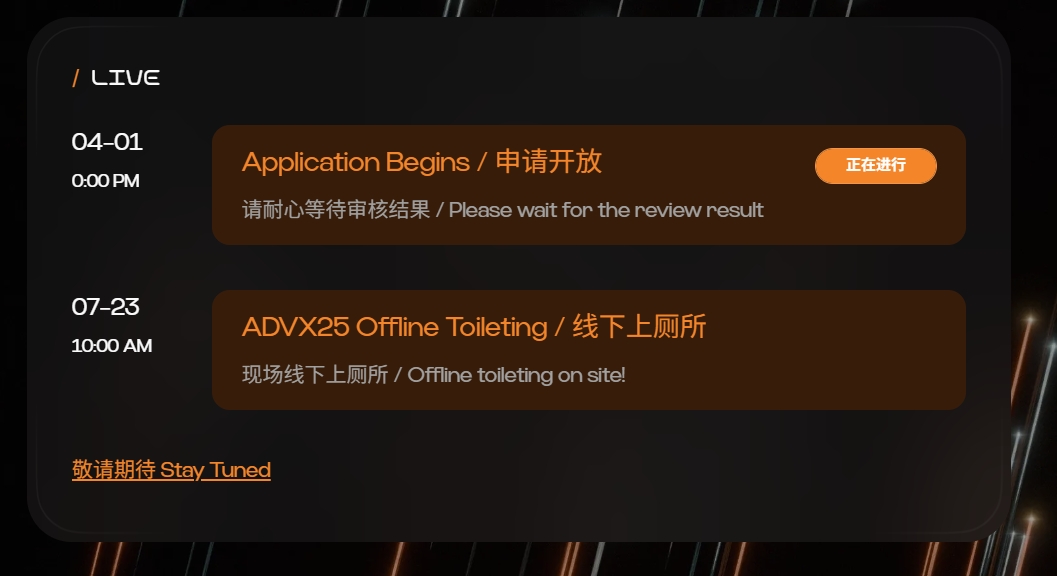 / LIVE
04-01
0:00 PM
Application Begins / 申请开放
正在进行
请耐心等待审核结果 / Please wait for the review result
07-23
10:00 AM
ADVX25 Offline Toileting / 线下上厕所
现场线下上厕所 / Offline toileting on site!
敬请期待 Stay Tuned